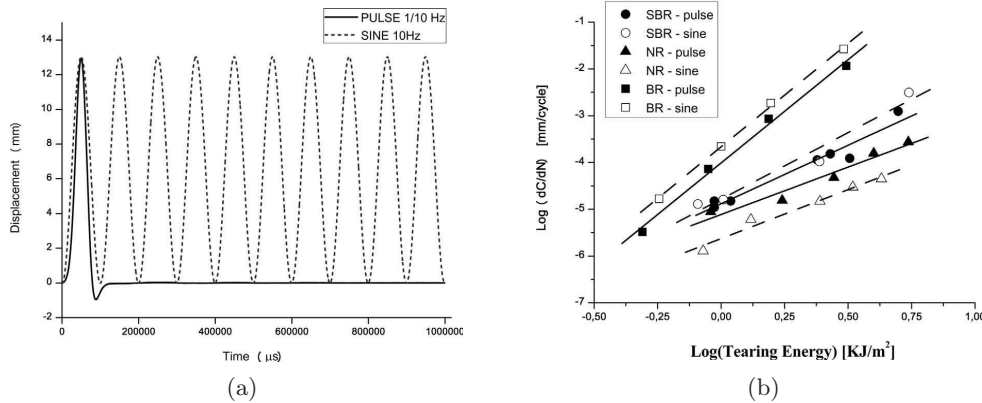 PULSE 1/10 Hz
SINE 10Hz
14
12
10
8
6
4
2
0
-2
Displacement (mm)
0
200000
400000
600000
800000
1000000
Time (μs)
(a)
SBR - pulse
SBR - sine
NR - pulse
NR - sine
BR - pulse
BR - sine
-1
-2
-3
-4
-5
-6
-7
Log (dC/dN) [mm/cycle]
-0,50
-0,25
0,00
0,25
0,50
0,75
1,00
Log(Tearing Energy) [KJ/m²]
(b)